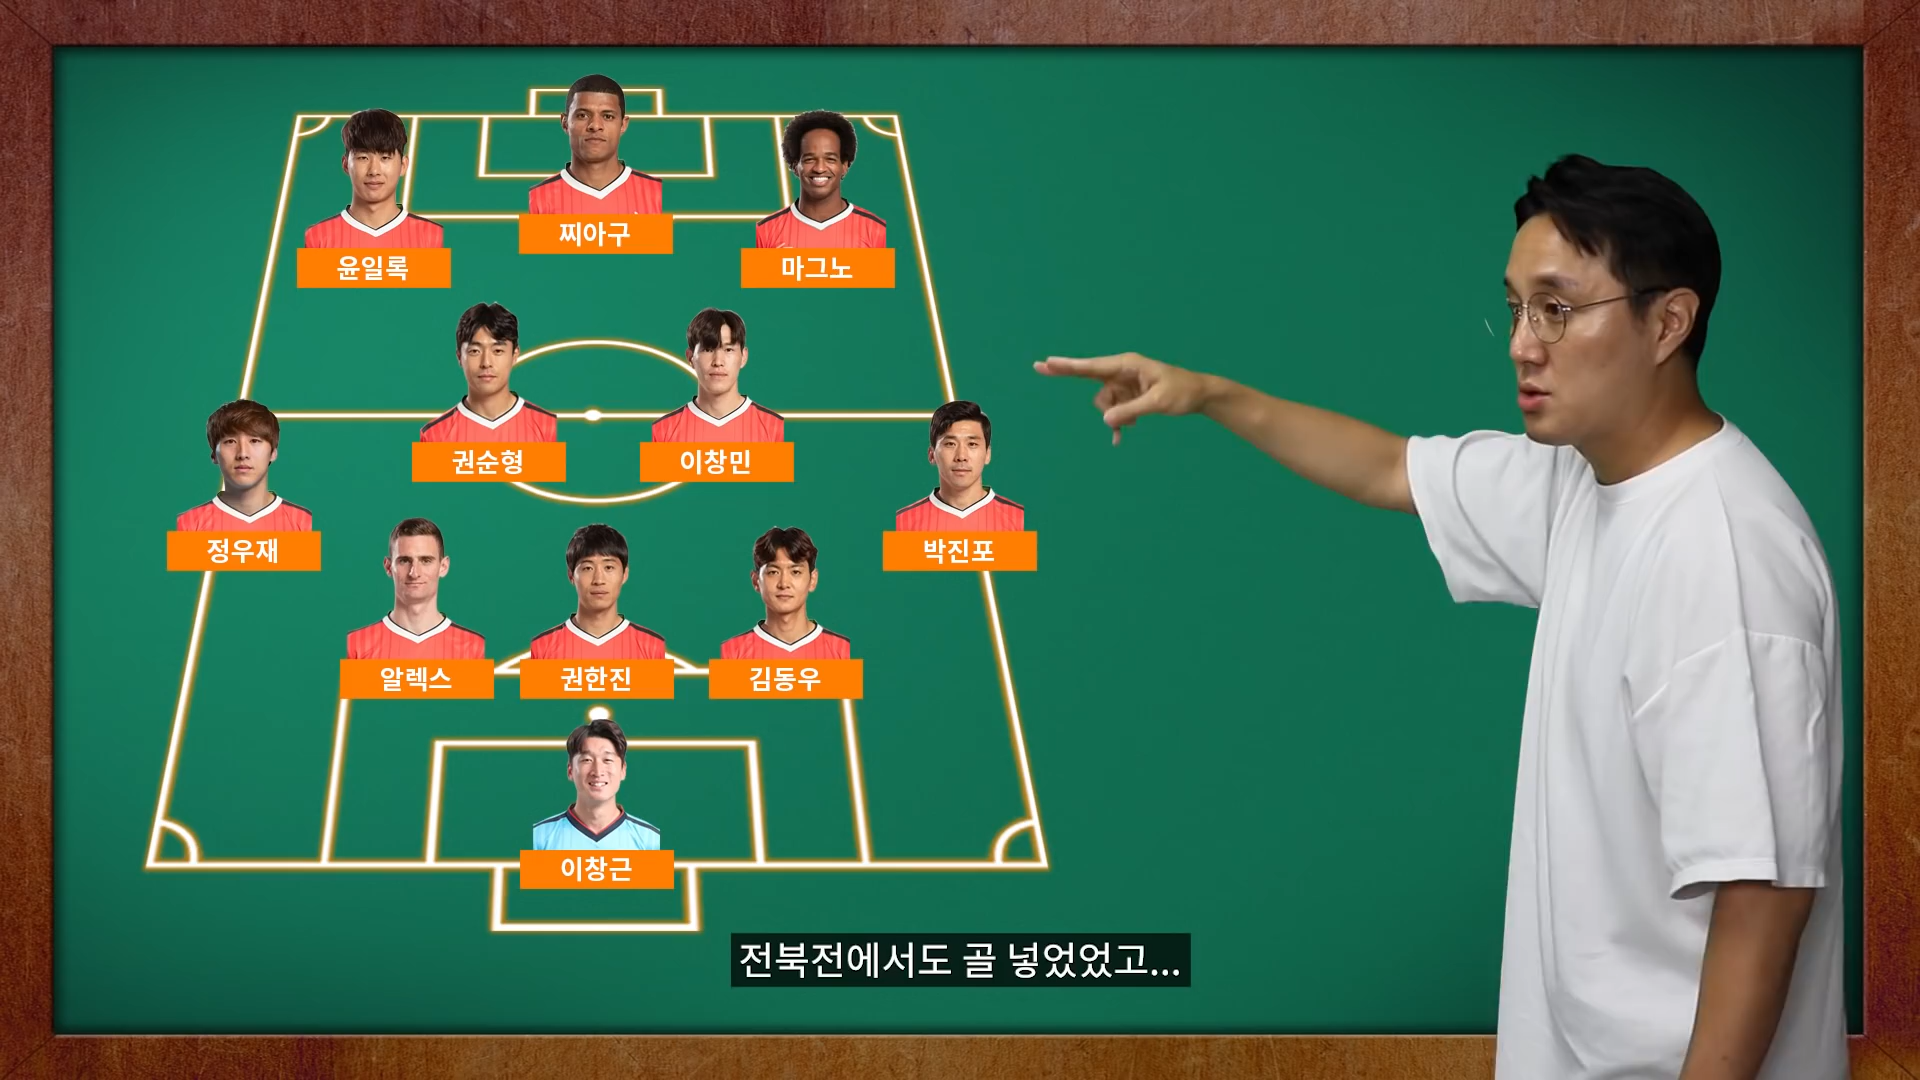 찌아구
윤일록
마그노
권순형
이창민
정우재
박진포
알렉스
권한진
김동우
이창근
전북전에서도 골 넣었었고...